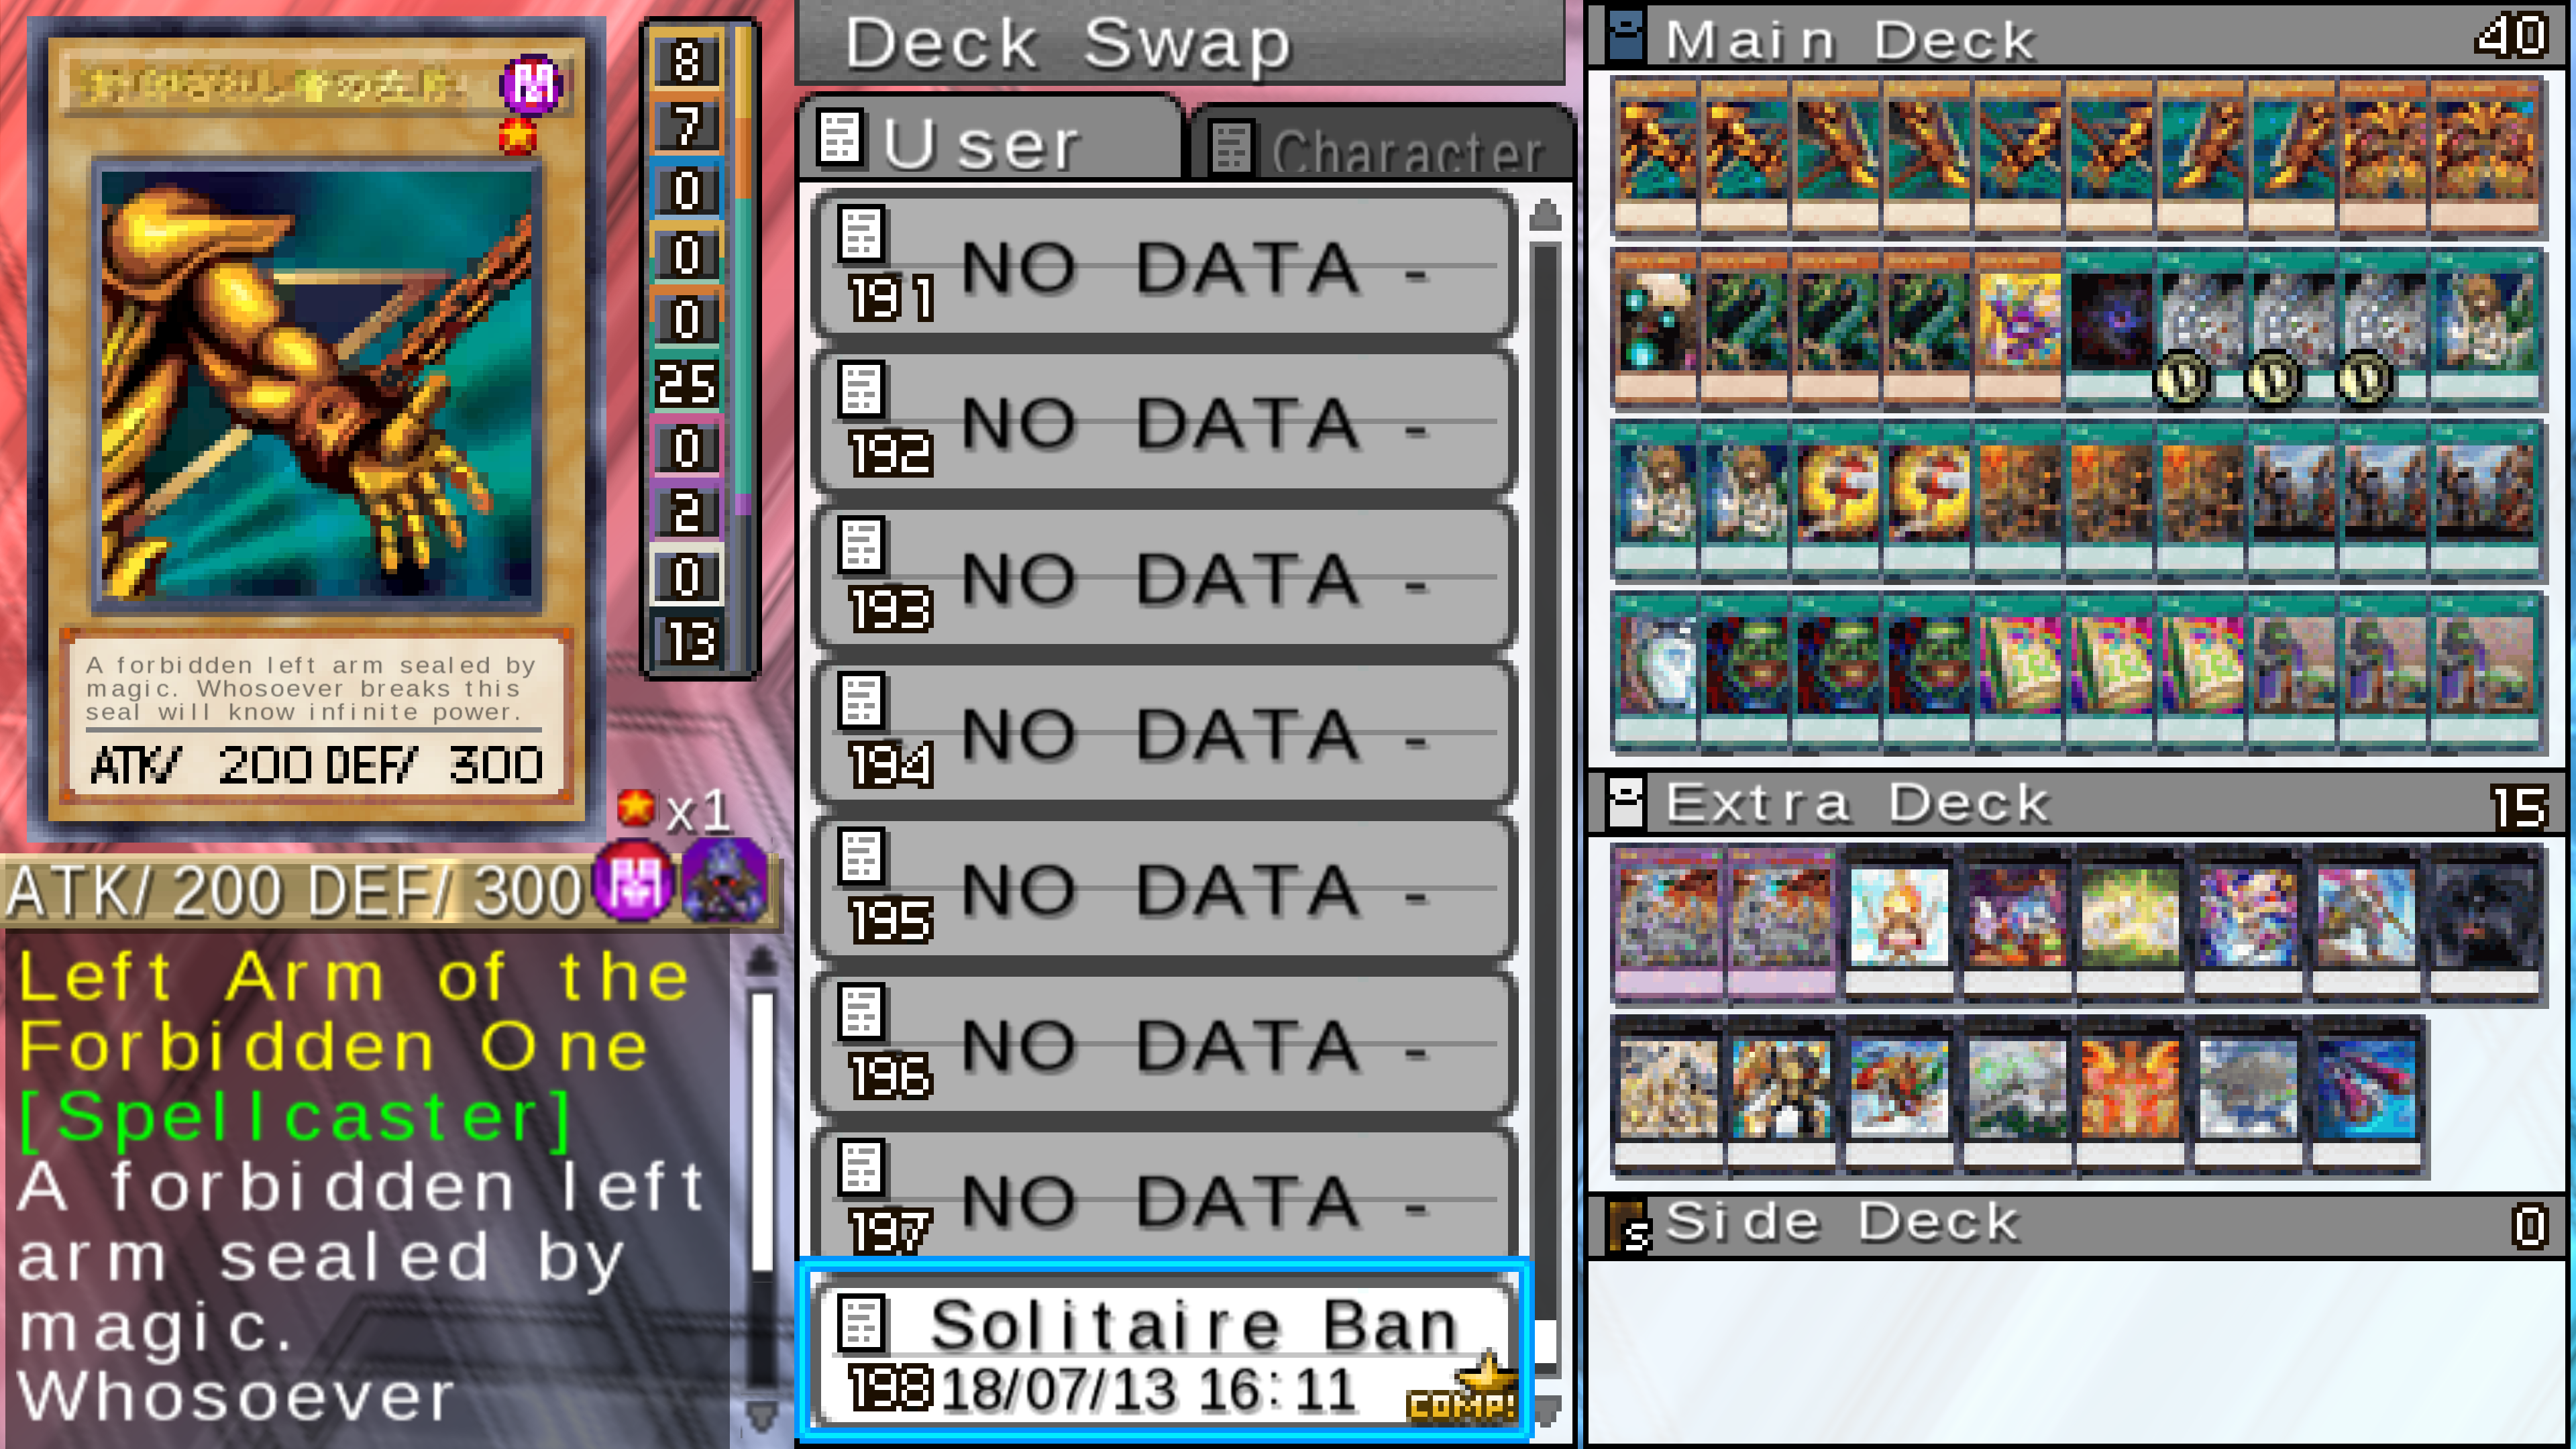 A forbidden left arm sealed by
magic. Whosoever breaks this
seal will know infinite power.
ATK/ 200 DEF/ 300
x1
ATK/ 200 DEF/ 300
Left Arm of the
Forbidden One
[Spellcaster]
A forbidden left
arm sealed by
magic.
Whosoever
8
7
0
0
0
25
0
2
0
13
Deck Swap
User
Character
- NO DATA -
191
- NO DATA -
192
- NO DATA -
193
- NO DATA -
194
- NO DATA -
195
- NO DATA -
196
- NO DATA -
197
Solitaire Ban
198 18/07/13 16:11
COMP!
Main Deck 40
0 0 0
Extra Deck 15
S Side Deck 0